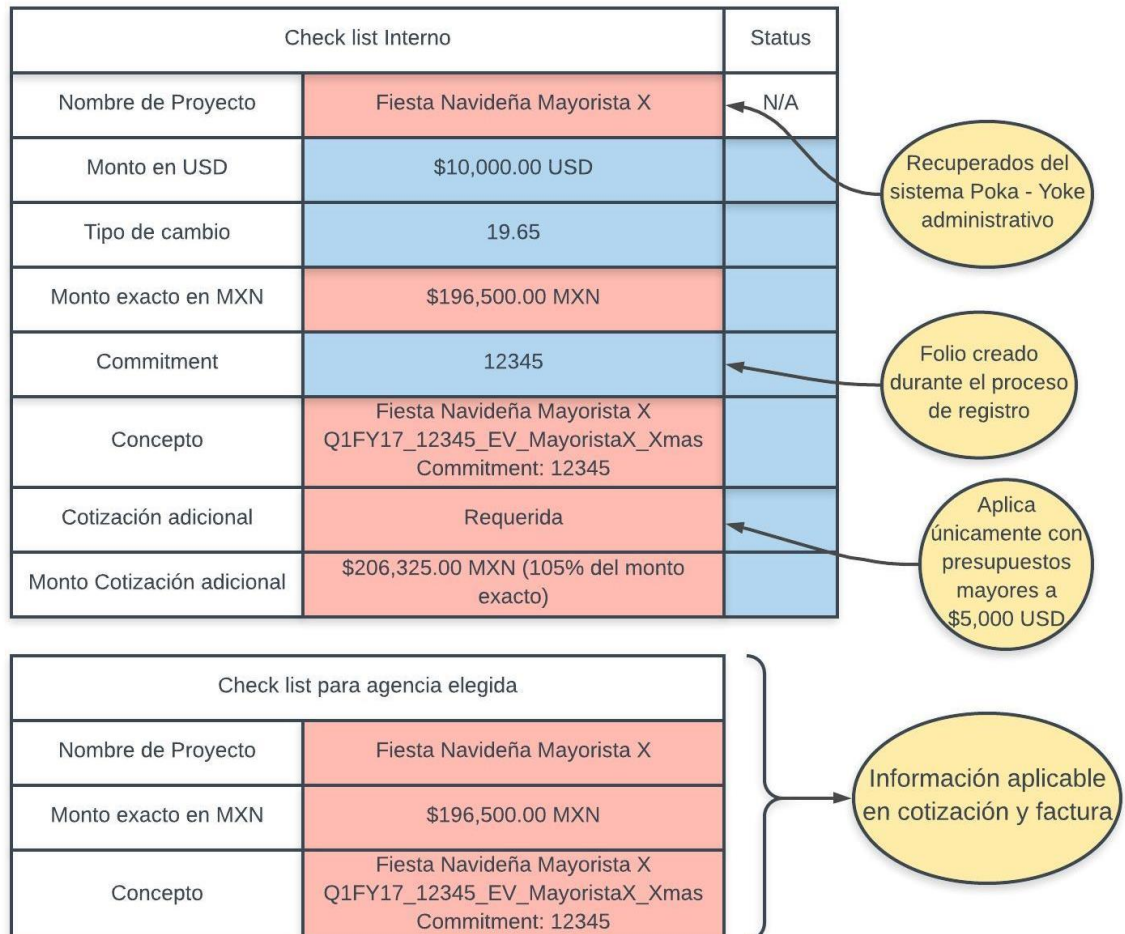 Check list Interno
Status
Nombre de Proyecto
Fiesta Navideña Mayorista X
N/A
Monto en USD
$10,000.00 USD
Tipo de cambio
19.65
Monto exacto en MXN
$196,500.00 MXN
Commitment
12345
Concepto
Fiesta Navideña Mayorista X
Q1FY17_12345_EV_MayoristaX_Xmas
Commitment: 12345
Cotización adicional
Requerida
Monto Cotización adicional
$206,325.00 MXN (105% del monto
exacto)
Recuperados del
sistema Poka - Yoke
administrativo
Folio creado
durante el proceso
de registro
Aplica
únicamente con
presupuestos
mayores a
$5,000 USD
Check list para agencia elegida
Nombre de Proyecto
Fiesta Navideña Mayorista X
Monto exacto en MXN
$196,500.00 MXN
Concepto
Fiesta Navideña Mayorista X
Q1FY17_12345_EV_MayoristaX_Xmas
Commitment: 12345
Información aplicable
en cotización y factura